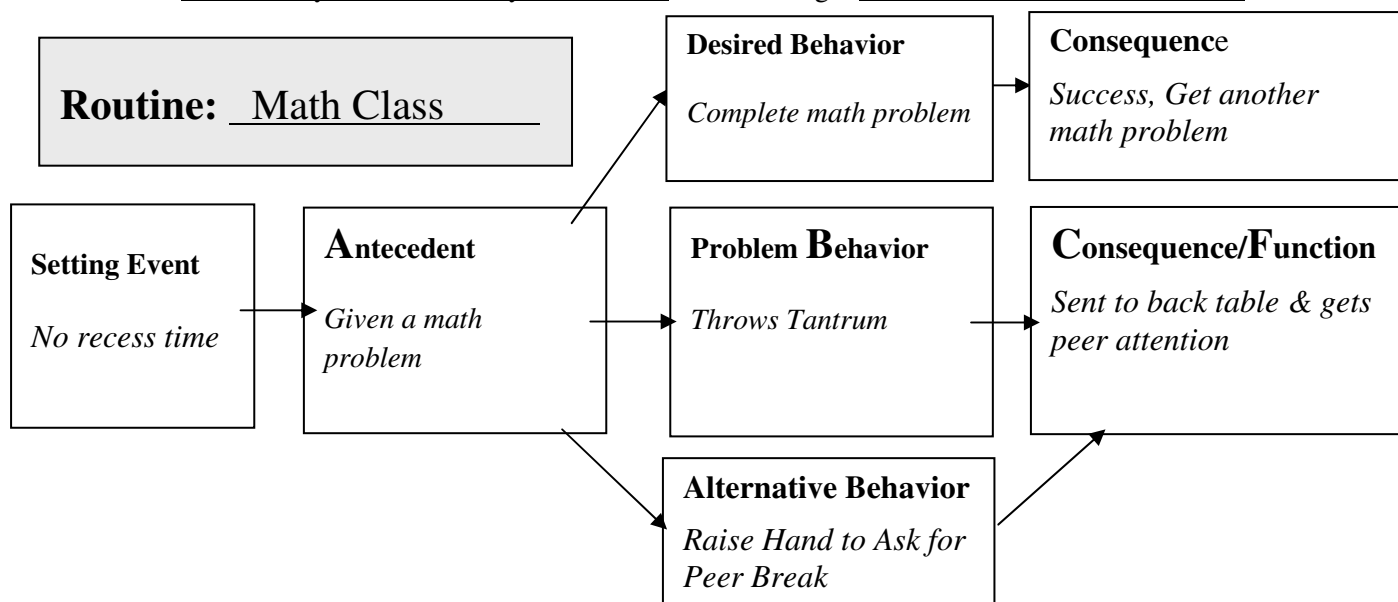 Routine: Math Class
Desired Behavior
Complete math problem
Consequence
Success, Get another
math problem
Setting Event
No recess time
Antecedent
Given a math
problem
Problem Behavior
Throws Tantrum
Consequence/Function
Sent to back table & gets
peer attention
Alternative Behavior
Raise Hand to Ask for
Peer Break